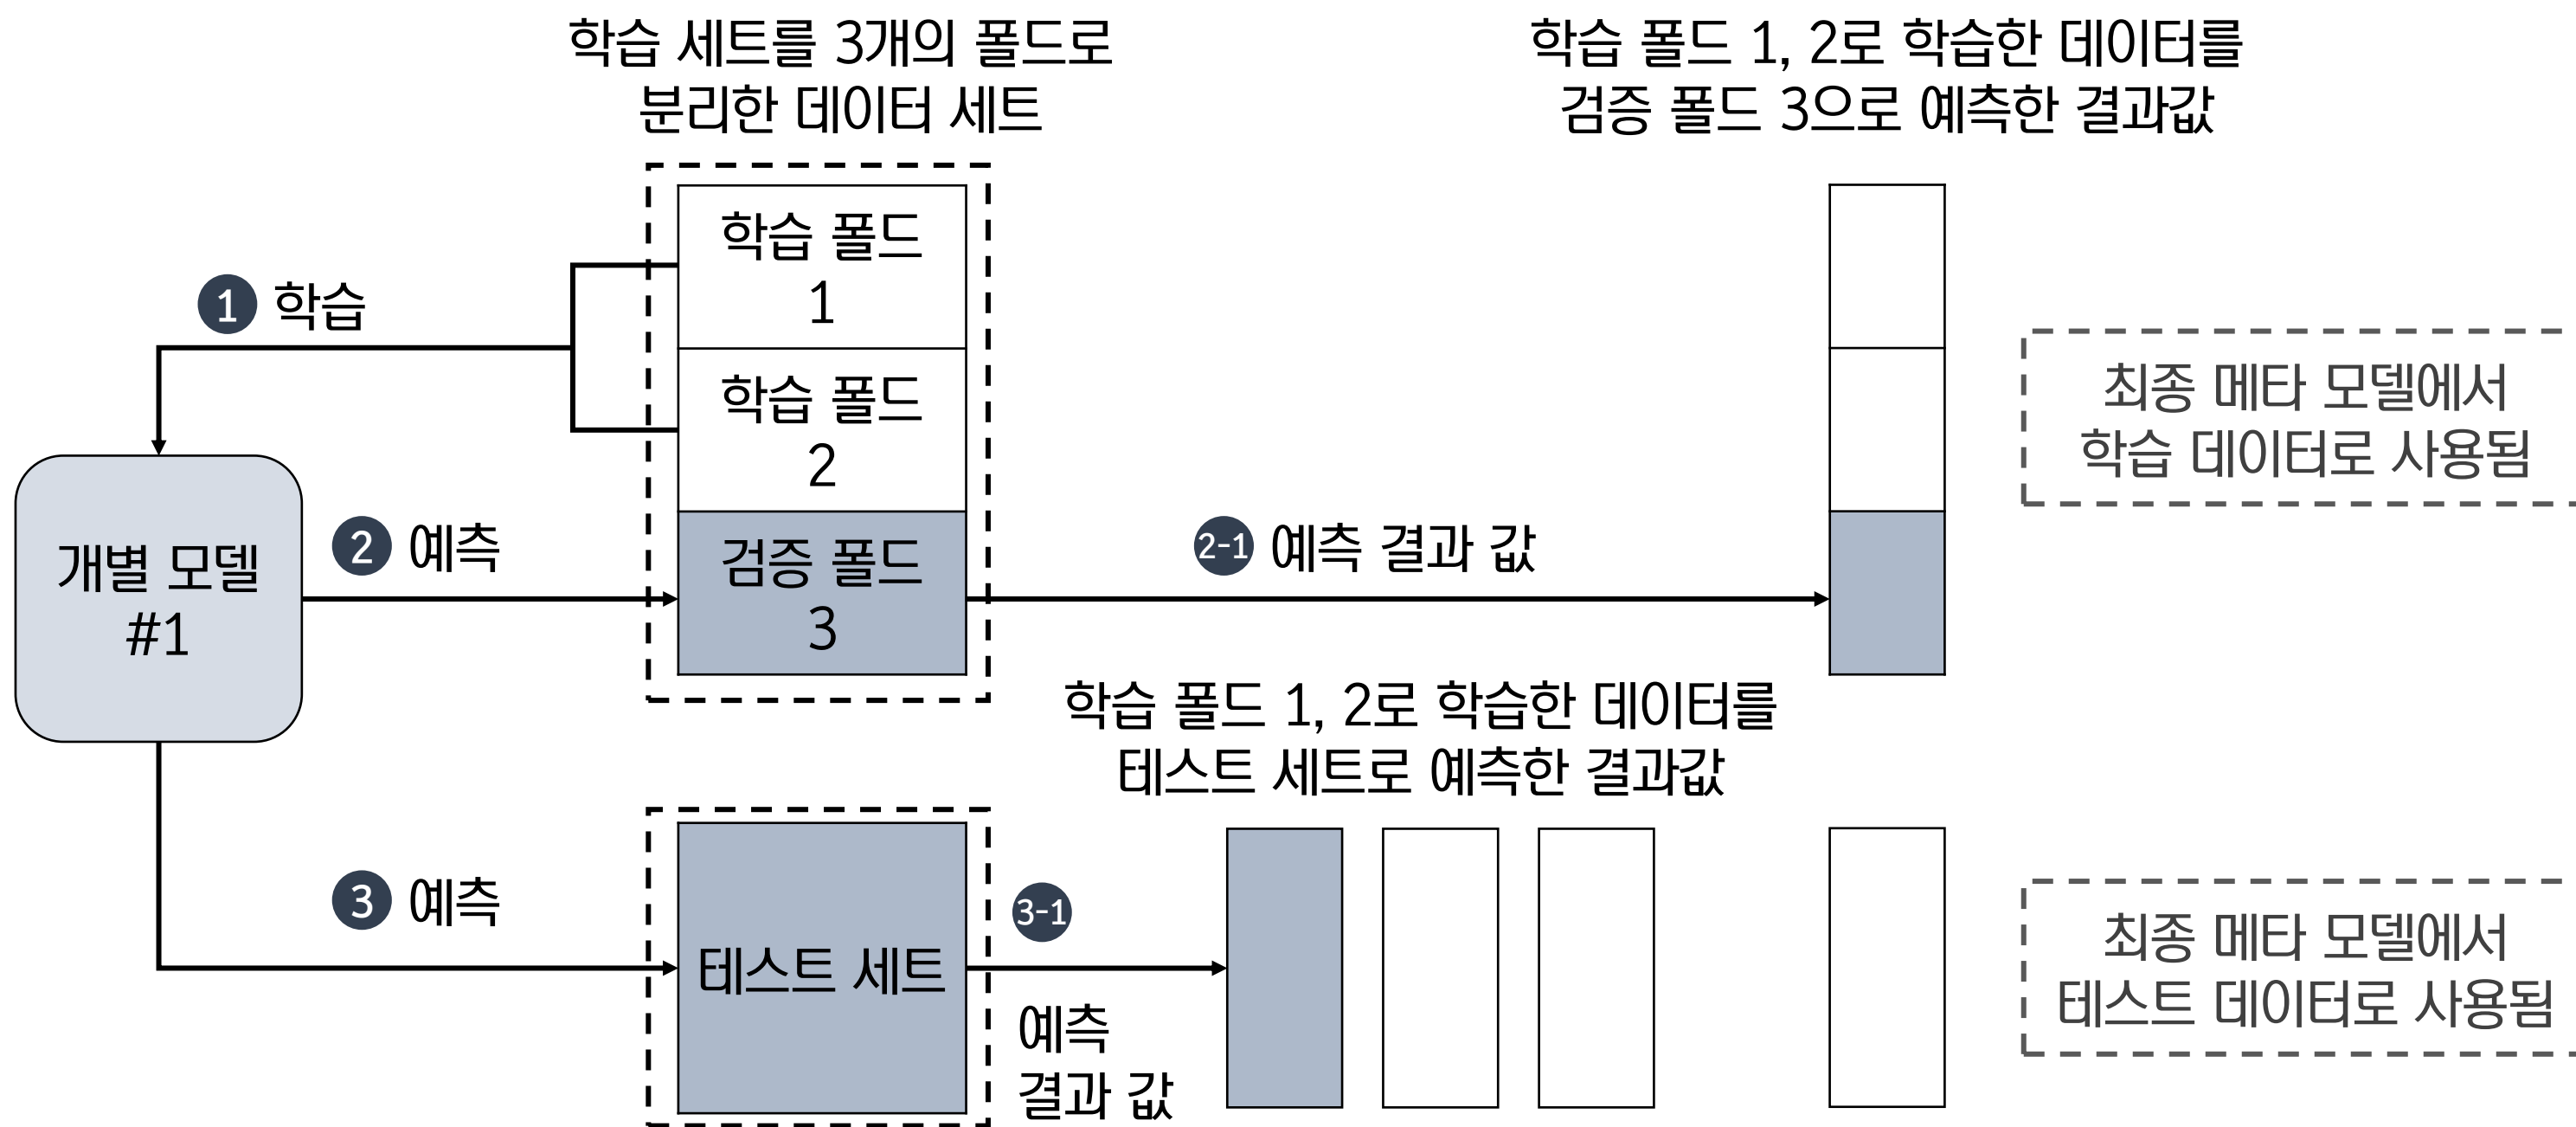 학습 세트를 3개의 폴드로
분리한 데이터 세트
학습 폴드 1, 2로 학습한 데이터를
검증 폴드 3으로 예측한 결과값
학습 폴드
1
1 학습
학습 폴드
2
최종 메타 모델에서
학습 데이터로 사용됨
개별 모델
#1
2 예측
검증 폴드
3
2-1 예측 결과 값
학습 폴드 1, 2로 학습한 데이터를
테스트 세트로 예측한 결과값
3 예측
테스트 세트
3-1
예측
결과 값
최종 메타 모델에서
테스트 데이터로 사용됨